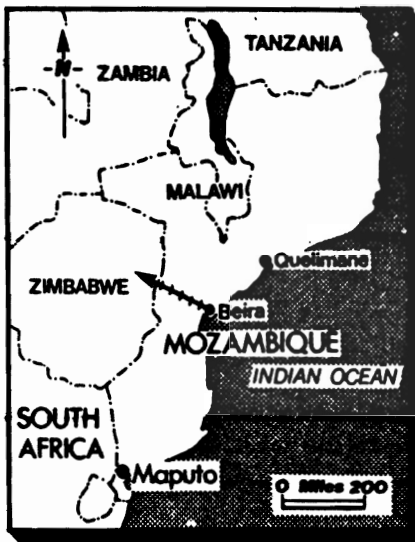 N
ZAMBIA
TANZANIA
MALAWI
Quelimane
ZIMBABWE
Beira
MOZAMBIQUE
INDIAN OCEAN
SOUTH
AFRICA
Maputo
0 Miles 200